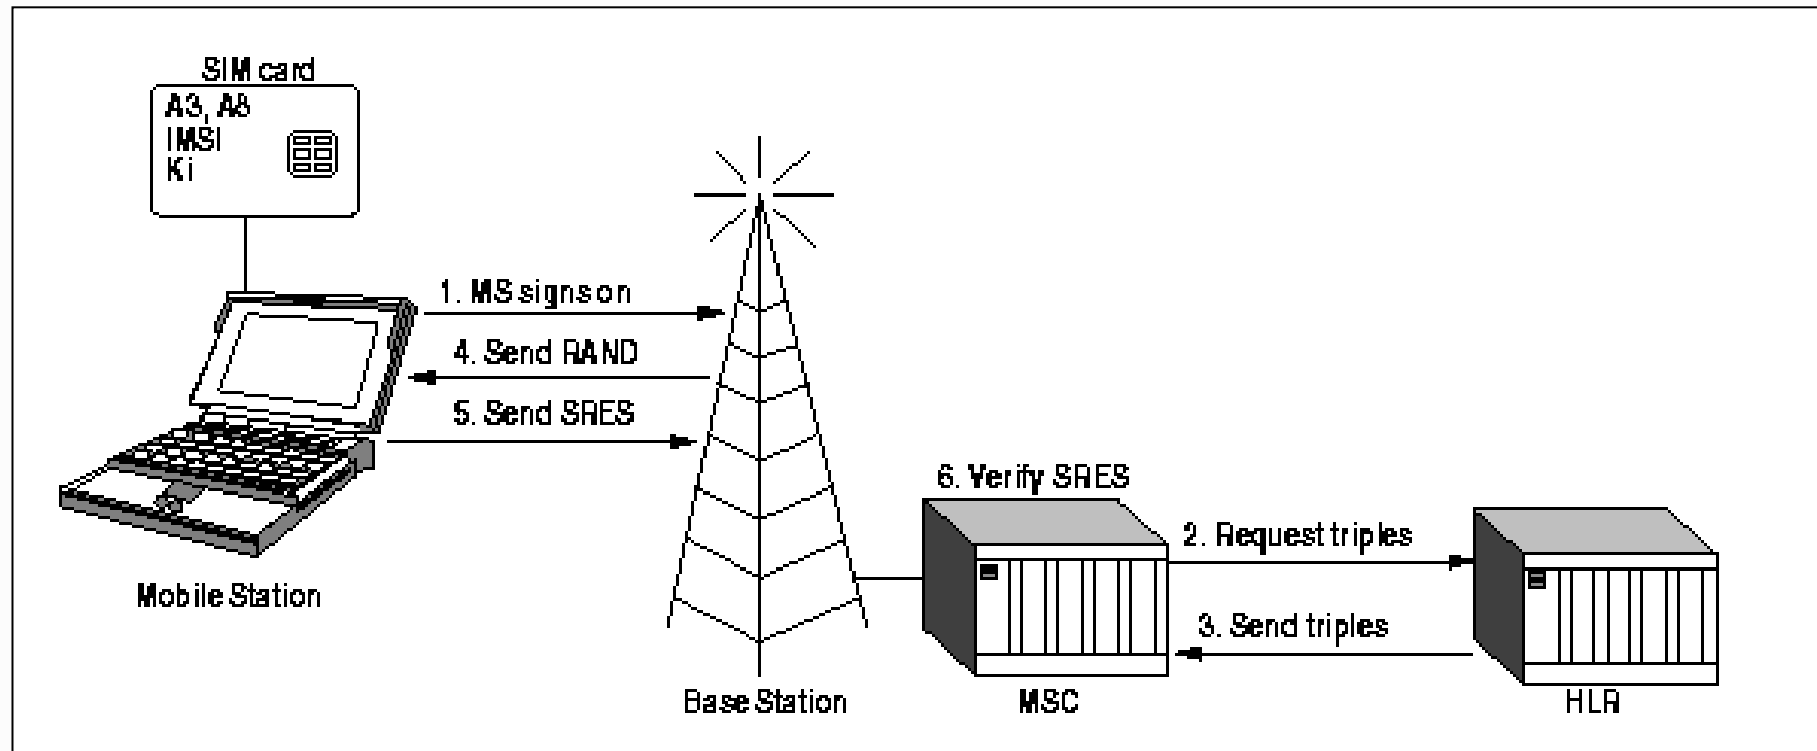 SIM card
A3, A8
IMSI
Ki
1. MS signs on
4. Send RAND
5. Send SRES
6. Verify SRES
2. Request triples
3. Send triples
Mobile Station
Base Station
MSC
HLR